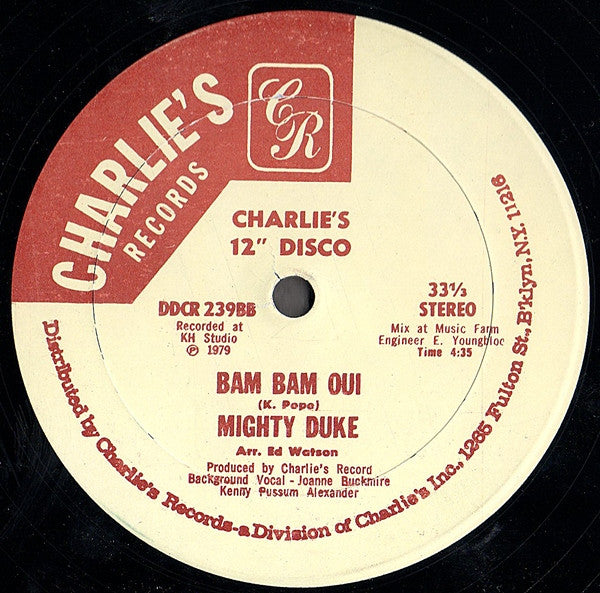 CHARLIE'S
RECORDS
CR
CHARLIE'S
12" DISCO
DDCR 239BB
Recorded at
KH Studio
℗ 1979
33⅓
STEREO
Mix at Music Farm
Engineer E. Youngbloc
Time 4:35
BAM BAM OUI
(K. Pope)
MIGHTY DUKE
Arr. Ed Watson
Produced by Charlie's Record
Background Vocal - Joanne Buckmire
Kenny Pussum Alexander
Distributed by Charlie's Records - a Division of Charlie's Inc., 1265 Fulton St., B'klyn, N.Y. 11216